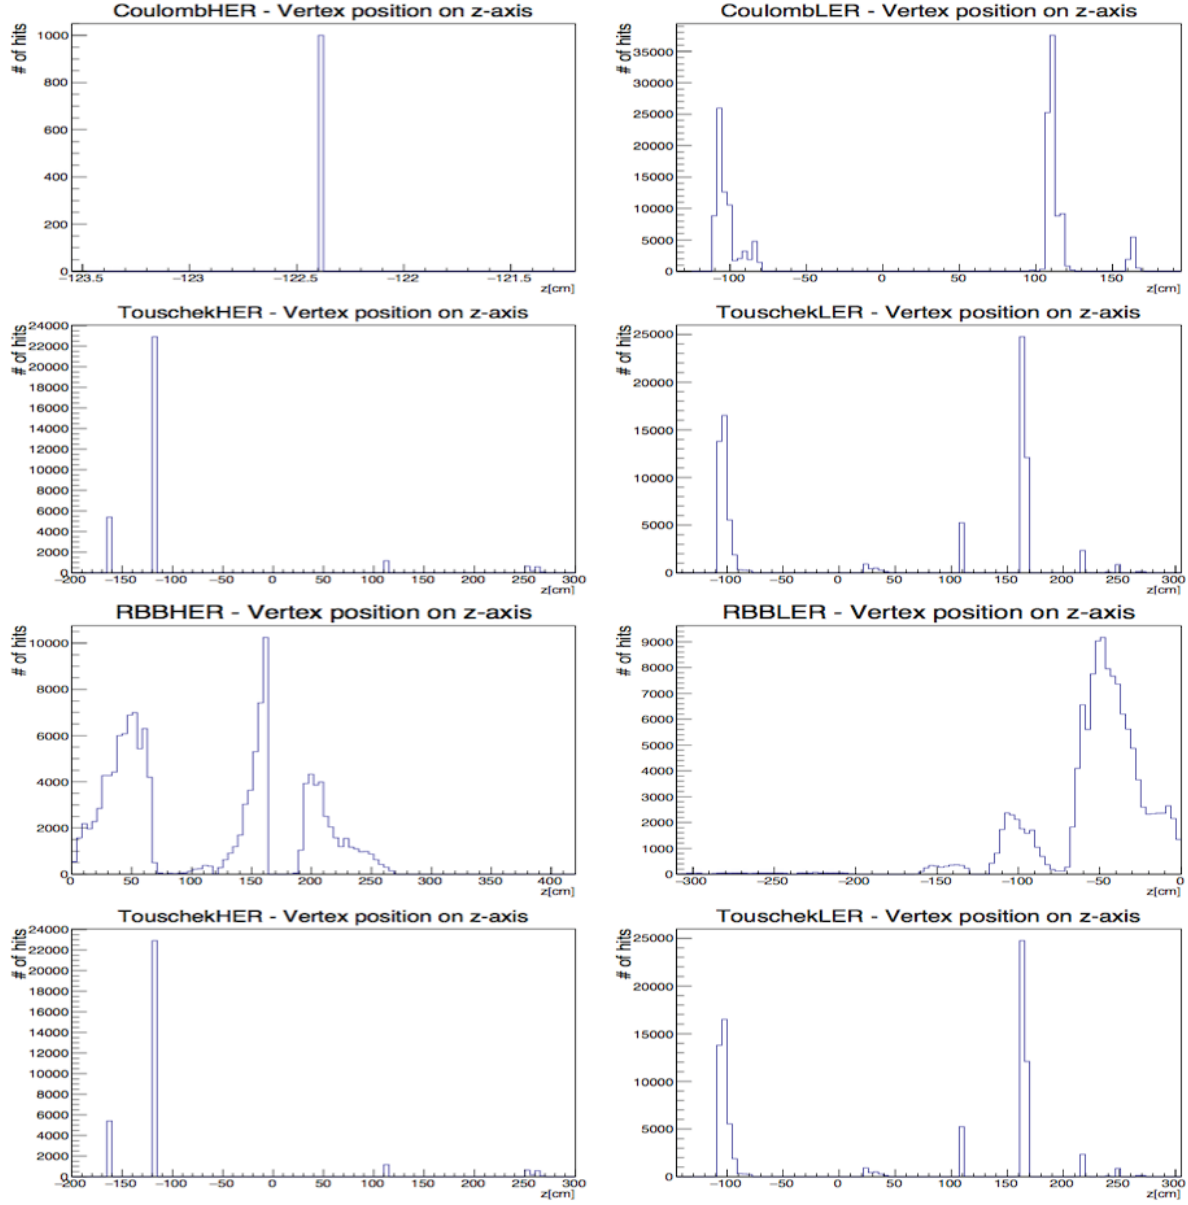 CoulombHER - Vertex position on z-axis
# of hits
1000
800
600
400
200
0
−123.5 −123 −122.5 −122 −121.5
z[cm]
CoulombLER - Vertex position on z-axis
# of hits
35000
30000
25000
20000
15000
10000
5000
0
−100 −50 0 50 100 150
z[cm]
TouschekHER - Vertex position on z-axis
# of hits
24000
22000
20000
18000
16000
14000
12000
10000
8000
6000
4000
2000
0
−200 −150 −100 −50 0 50 100 150 200 250 300
z[cm]
TouschekLER - Vertex position on z-axis
# of hits
25000
20000
15000
10000
5000
0
−100 −50 0 50 100 150 200 250 300
z[cm]
RBBHER - Vertex position on z-axis
# of hits
10000
8000
6000
4000
2000
0
0 50 100 150 200 250 300 350 400
z[cm]
RBBLER - Vertex position on z-axis
# of hits
9000
8000
7000
6000
5000
4000
3000
2000
1000
0
−300 −250 −200 −150 −100 −50 0
z[cm]
TouschekHER - Vertex position on z-axis
# of hits
24000
22000
20000
18000
16000
14000
12000
10000
8000
6000
4000
2000
0
−200 −150 −100 −50 0 50 100 150 200 250 300
z[cm]
TouschekLER - Vertex position on z-axis
# of hits
25000
20000
15000
10000
5000
0
−100 −50 0 50 100 150 200 250 300
z[cm]